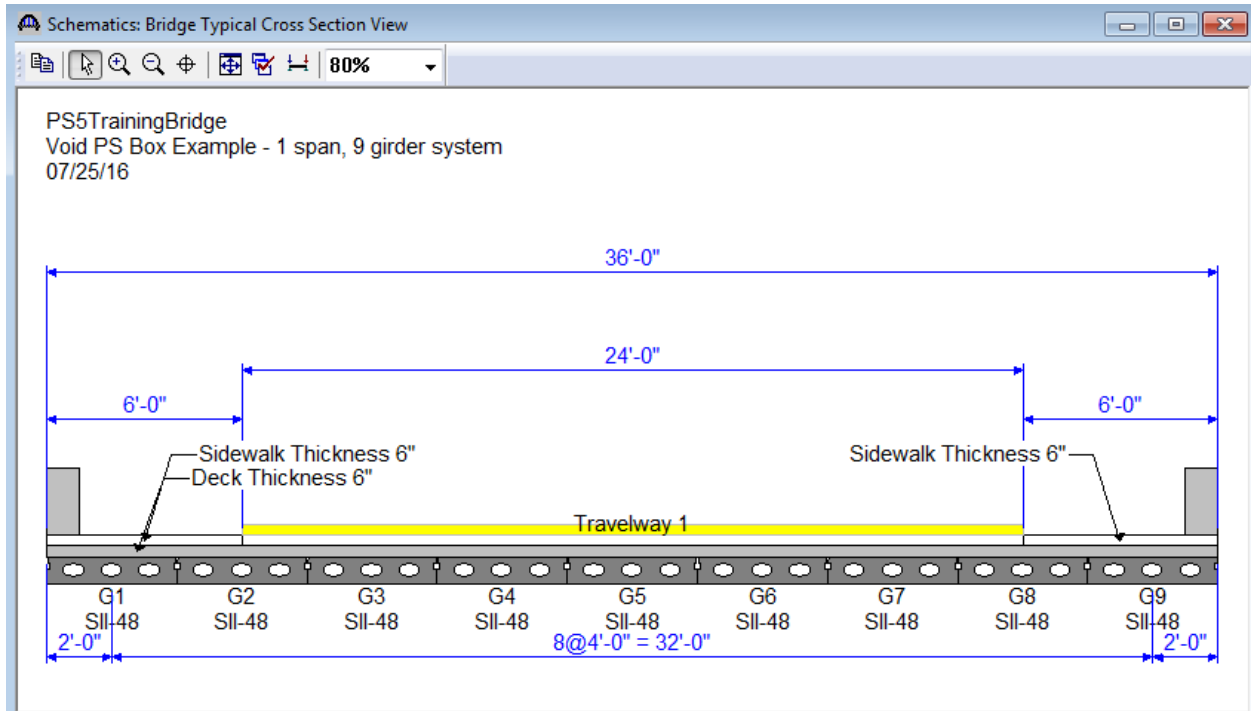 Schematics: Bridge Typical Cross Section View
80%
PS5TrainingBridge
Void PS Box Example - 1 span, 9 girder system
07/25/16
36'-0"
24'-0"
6'-0" 6'-0"
Sidewalk Thickness 6" Sidewalk Thickness 6"
Deck Thickness 6"
Travelway 1
G1 G2 G3 G4 G5 G6 G7 G8 G9
SII-48 SII-48 SII-48 SII-48 SII-48 SII-48 SII-48 SII-48 SII-48
2'-0" 8@4'-0" = 32'-0" 2'-0"